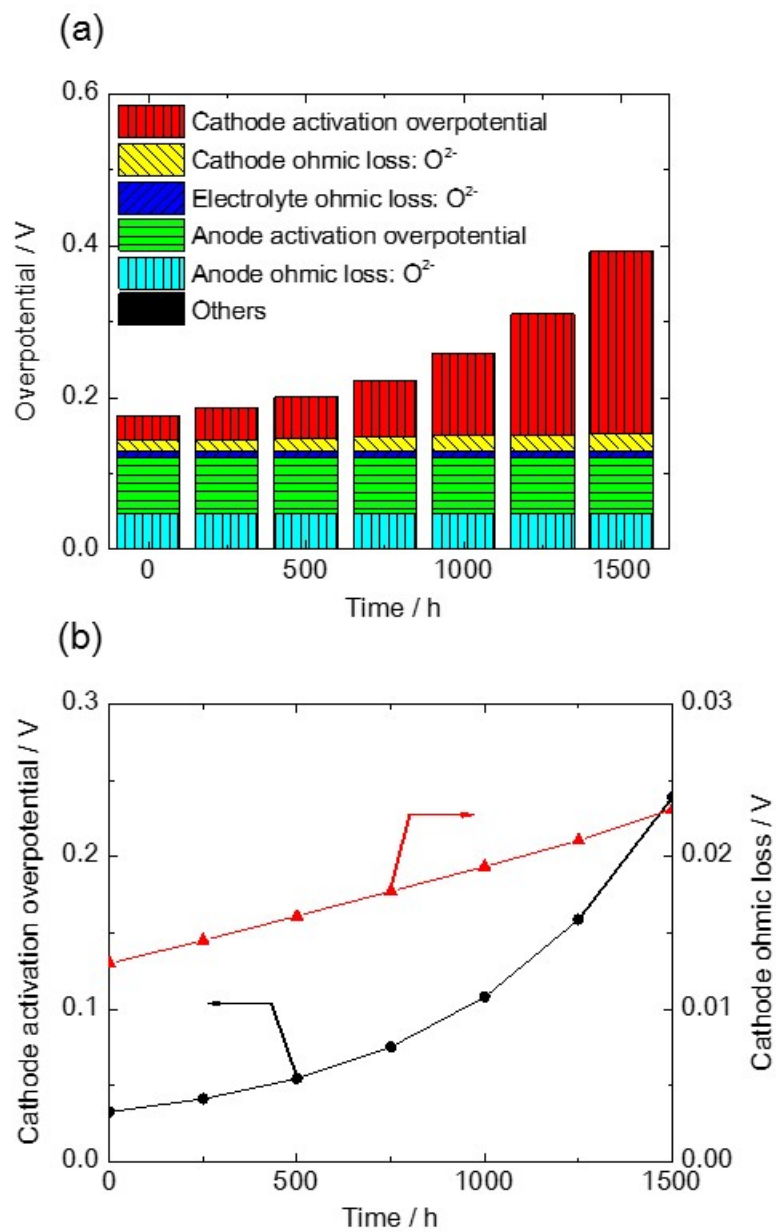 (a)
0.6
Cathode activation overpotential
Cathode ohmic loss: O²⁻
Electrolyte ohmic loss: O²⁻
0.4
Anode activation overpotential
Anode ohmic loss: O²⁻
Others
Overpotential / V
0.2
0.0
0 500 1000 1500
Time / h
(b)
0.3 0.03
Cathode activation overpotential / V
Cathode ohmic loss / V
0.2 0.02
0.1 0.01
0.0 0.00
0 500 1000 1500
Time / h